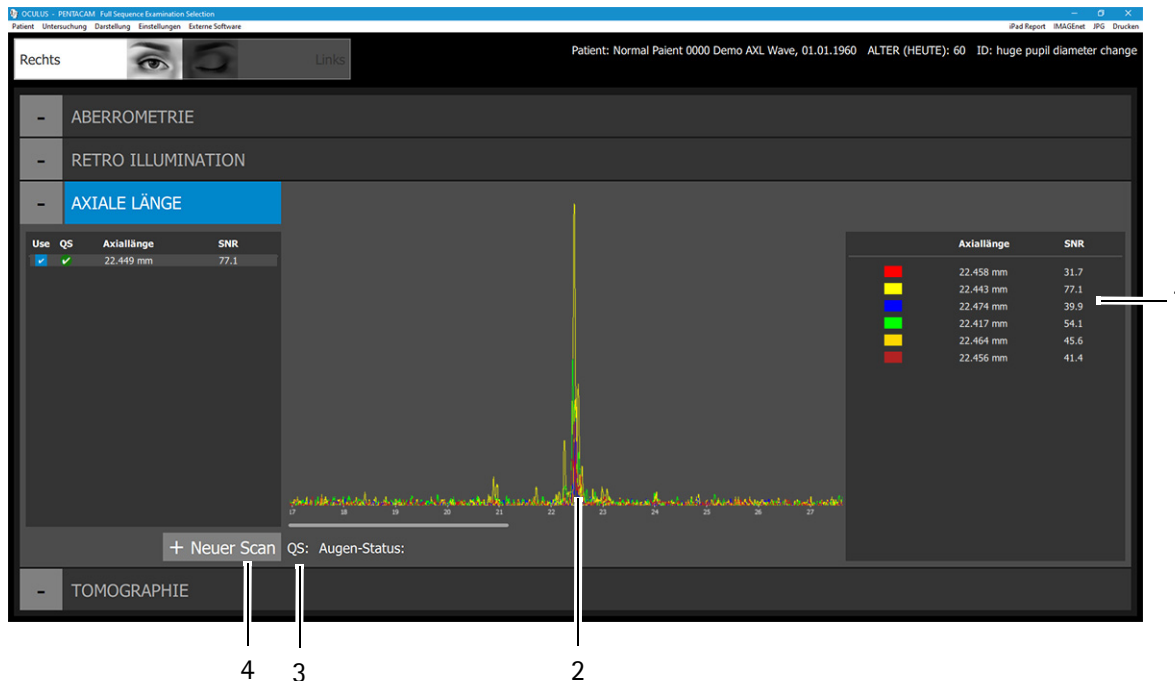 OCULUS - PENTACAM Full Sequence Examination Selection
Patient Untersuchung Darstellung Einstellungen Externe Software iPad Report IMAGEnet JPG Drucken
Rechts Links
Patient: Normal Paient 0000 Demo AXL Wave, 01.01.1960 ALTER (HEUTE): 60 ID: huge pupil diameter change
- ABERROMETRIE
- RETRO ILLUMINATION
- AXIALE LÄNGE
Use QS Axiallänge SNR
22.449 mm 77.1
Axiallänge SNR
22.458 mm 31.7
22.443 mm 77.1
22.474 mm 39.9
22.417 mm 54.1
22.464 mm 45.6
22.456 mm 41.4
17 18 19 20 21 22 23 24 25 26 27
+ Neuer Scan QS: Augen-Status:
- TOMOGRAPHIE
4 3 2